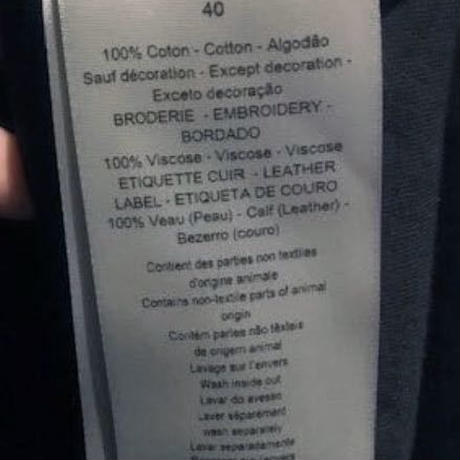 40
100% Coton - Cotton - Algodão
Sauf décoration - Except decoration -
Exceto decoração
BRODERIE - EMBROIDERY -
BORDADO
100% Viscose - Viscose - Viscose
ETIQUETTE CUIR - LEATHER
LABEL - ETIQUETA DE COURO
100% Veau (Peau) - Calf (Leather) -
Bezerro (couro)
Contient des parties non textiles
d'origine animale
Contains non-textile parts of animal
origin
Contém partes não têxteis
de origem animal
Lavage sur l'envers
Wash inside out
Lavar do avesso
Laver séparément
wash separately
Lavar separadamente